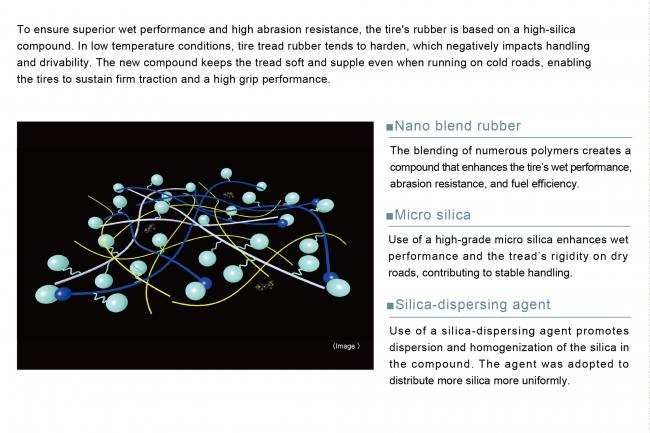 To ensure superior wet performance and high abrasion resistance, the tire's rubber is based on a high-silica
compound. In low temperature conditions, tire tread rubber tends to harden, which negatively impacts handling
and drivability. The new compound keeps the tread soft and supple even when running on cold roads, enabling
the tires to sustain firm traction and a high grip performance.
■Nano blend rubber
The blending of numerous polymers creates a
compound that enhances the tire's wet performance,
abrasion resistance, and fuel efficiency.
■Micro silica
Use of a high-grade micro silica enhances wet
performance and the tread's rigidity on dry
roads, contributing to stable handling.
■Silica-dispersing agent
Use of a silica-dispersing agent promotes
dispersion and homogenization of the silica in
the compound. The agent was adopted to
distribute more silica more uniformly.
(Image )